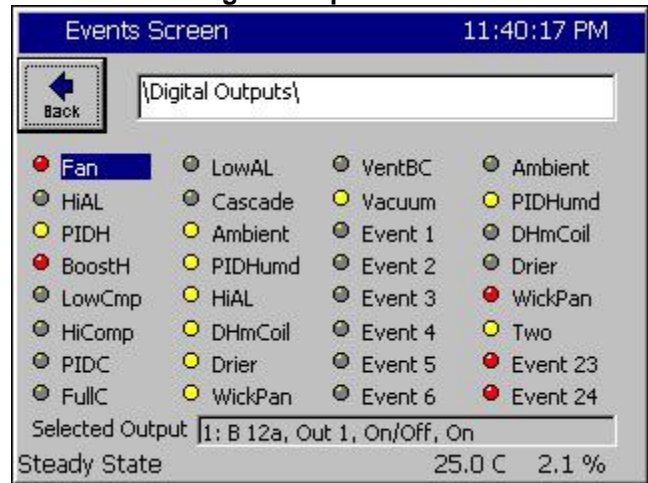 Events Screen 11:40:17 PM
Back
\Digital Outputs\
Fan LowAL VentBC Ambient
HiAL Cascade Vacuum PIDHumd
PIDH Ambient Event 1 DHmCoil
BoostH PIDHumd Event 2 Drier
LowCmp HiAL Event 3 WickPan
HiComp DHmCoil Event 4 Two
PIDC Drier Event 5 Event 23
FullC WickPan Event 6 Event 24
Selected Output 1: B 12a, Out 1, On/Off, On
Steady State 25.0 C 2.1 %